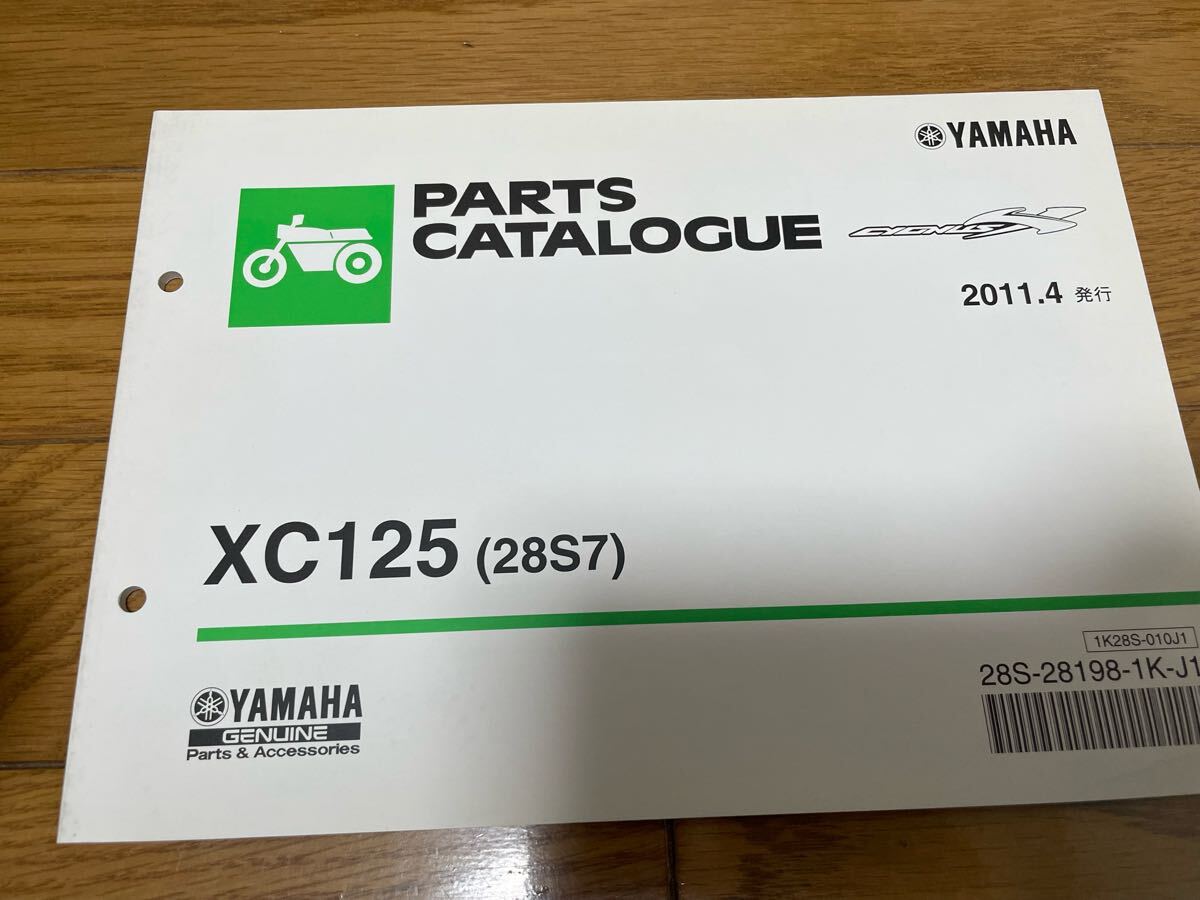 YAMAHA
PARTS
CATALOGUE
CYGNUS
2011.4 発行
XC125 (28S7)
1K28S-010J1
28S-28198-1K-J1
YAMAHA
GENUINE
Parts & Accessories